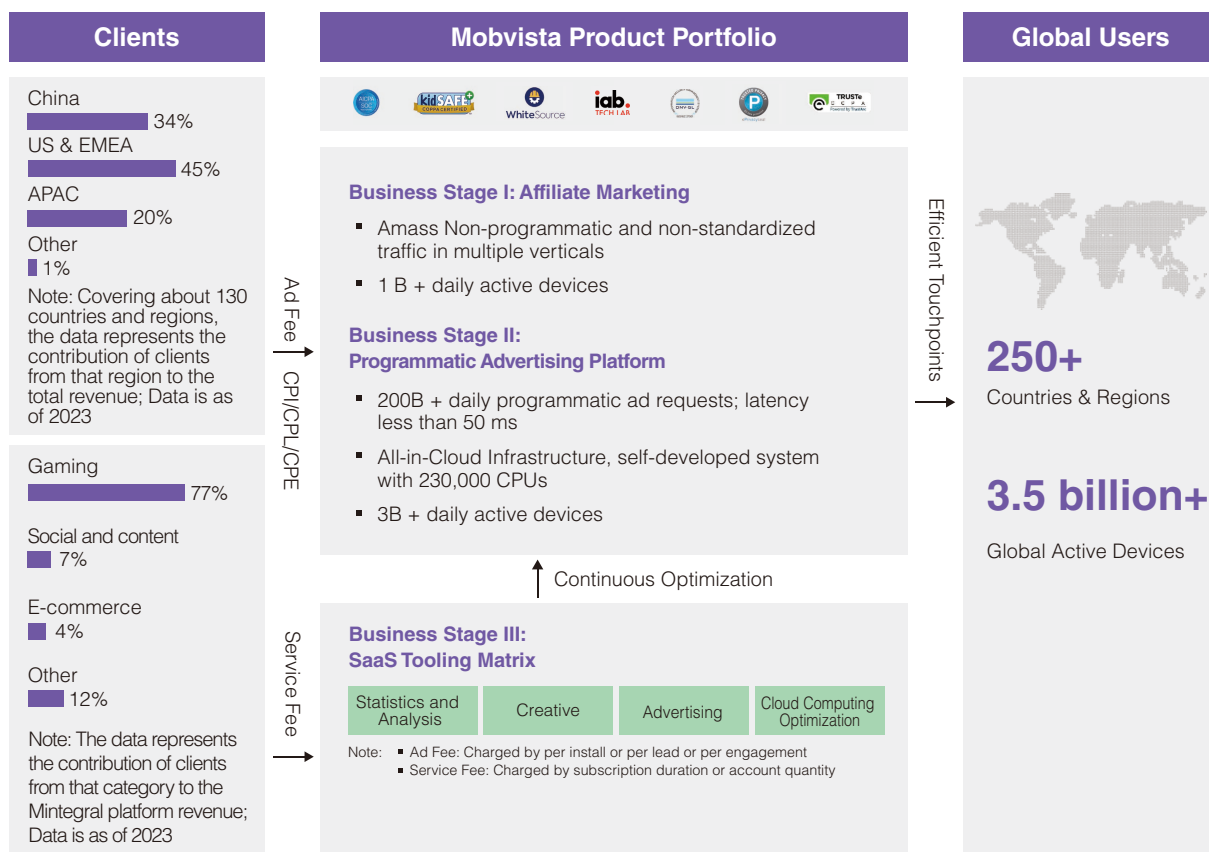 Clients
China
34%
US & EMEA
45%
APAC
20%
Other
1%
Note: Covering about 130
countries and regions,
the data represents the
contribution of clients
from that region to the
total revenue; Data is as
of 2023
Gaming
77%
Social and content
7%
E-commerce
4%
Other
12%
Note: The data represents
the contribution of clients
from that category to the
Mintegral platform revenue;
Data is as of 2023
Ad Fee
CPI/CPL/CPE
Service Fee
Mobvista Product Portfolio
AICPA
SOC
kidSAFE
COPPA CERTIFIED
WhiteSource
iab.
TECH LAB
DNV·GL
P
TRUSTe
Business Stage I: Affiliate Marketing
▪ Amass Non-programmatic and non-standardized
traffic in multiple verticals
▪ 1 B + daily active devices
Business Stage II:
Programmatic Advertising Platform
▪ 200B + daily programmatic ad requests; latency
less than 50 ms
▪ All-in-Cloud Infrastructure, self-developed system
with 230,000 CPUs
▪ 3B + daily active devices
Continuous Optimization
Business Stage III:
SaaS Tooling Matrix
Statistics and
Analysis
Creative
Advertising
Cloud Computing
Optimization
Note: ▪ Ad Fee: Charged by per install or per lead or per engagement
▪ Service Fee: Charged by subscription duration or account quantity
Efficient Touchpoints
Global Users
250+
Countries & Regions
3.5 billion+
Global Active Devices